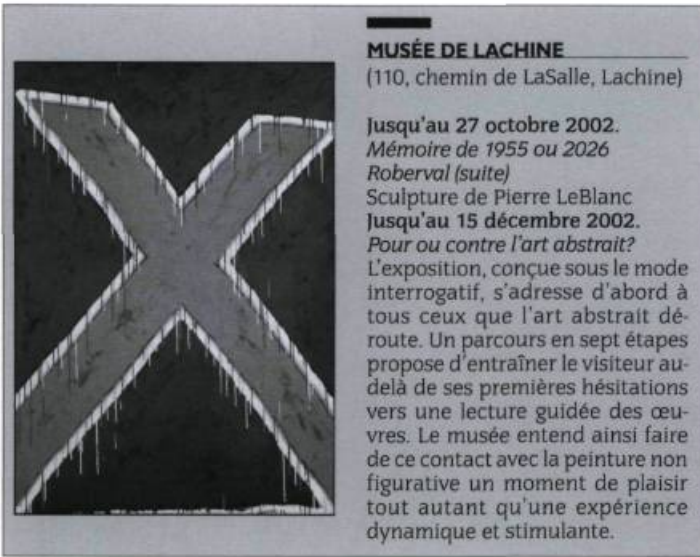 MUSÉE DE LACHINE
(110, chemin de LaSalle, Lachine)
Jusqu'au 27 octobre 2002.
Mémoire de 1955 ou 2026
Roberval (suite)
Sculpture de Pierre LeBlanc
Jusqu'au 15 décembre 2002.
Pour ou contre l'art abstrait?
L'exposition, conçue sous le mode
interrogatif, s'adresse d'abord à
tous ceux que l'art abstrait dé-
route. Un parcours en sept étapes
propose d'entraîner le visiteur au-
delà de ses premières hésitations
vers une lecture guidée des œu-
vres. Le musée entend ainsi faire
de ce contact avec la peinture non
figurative un moment de plaisir
tout autant qu'une expérience
dynamique et stimulante.